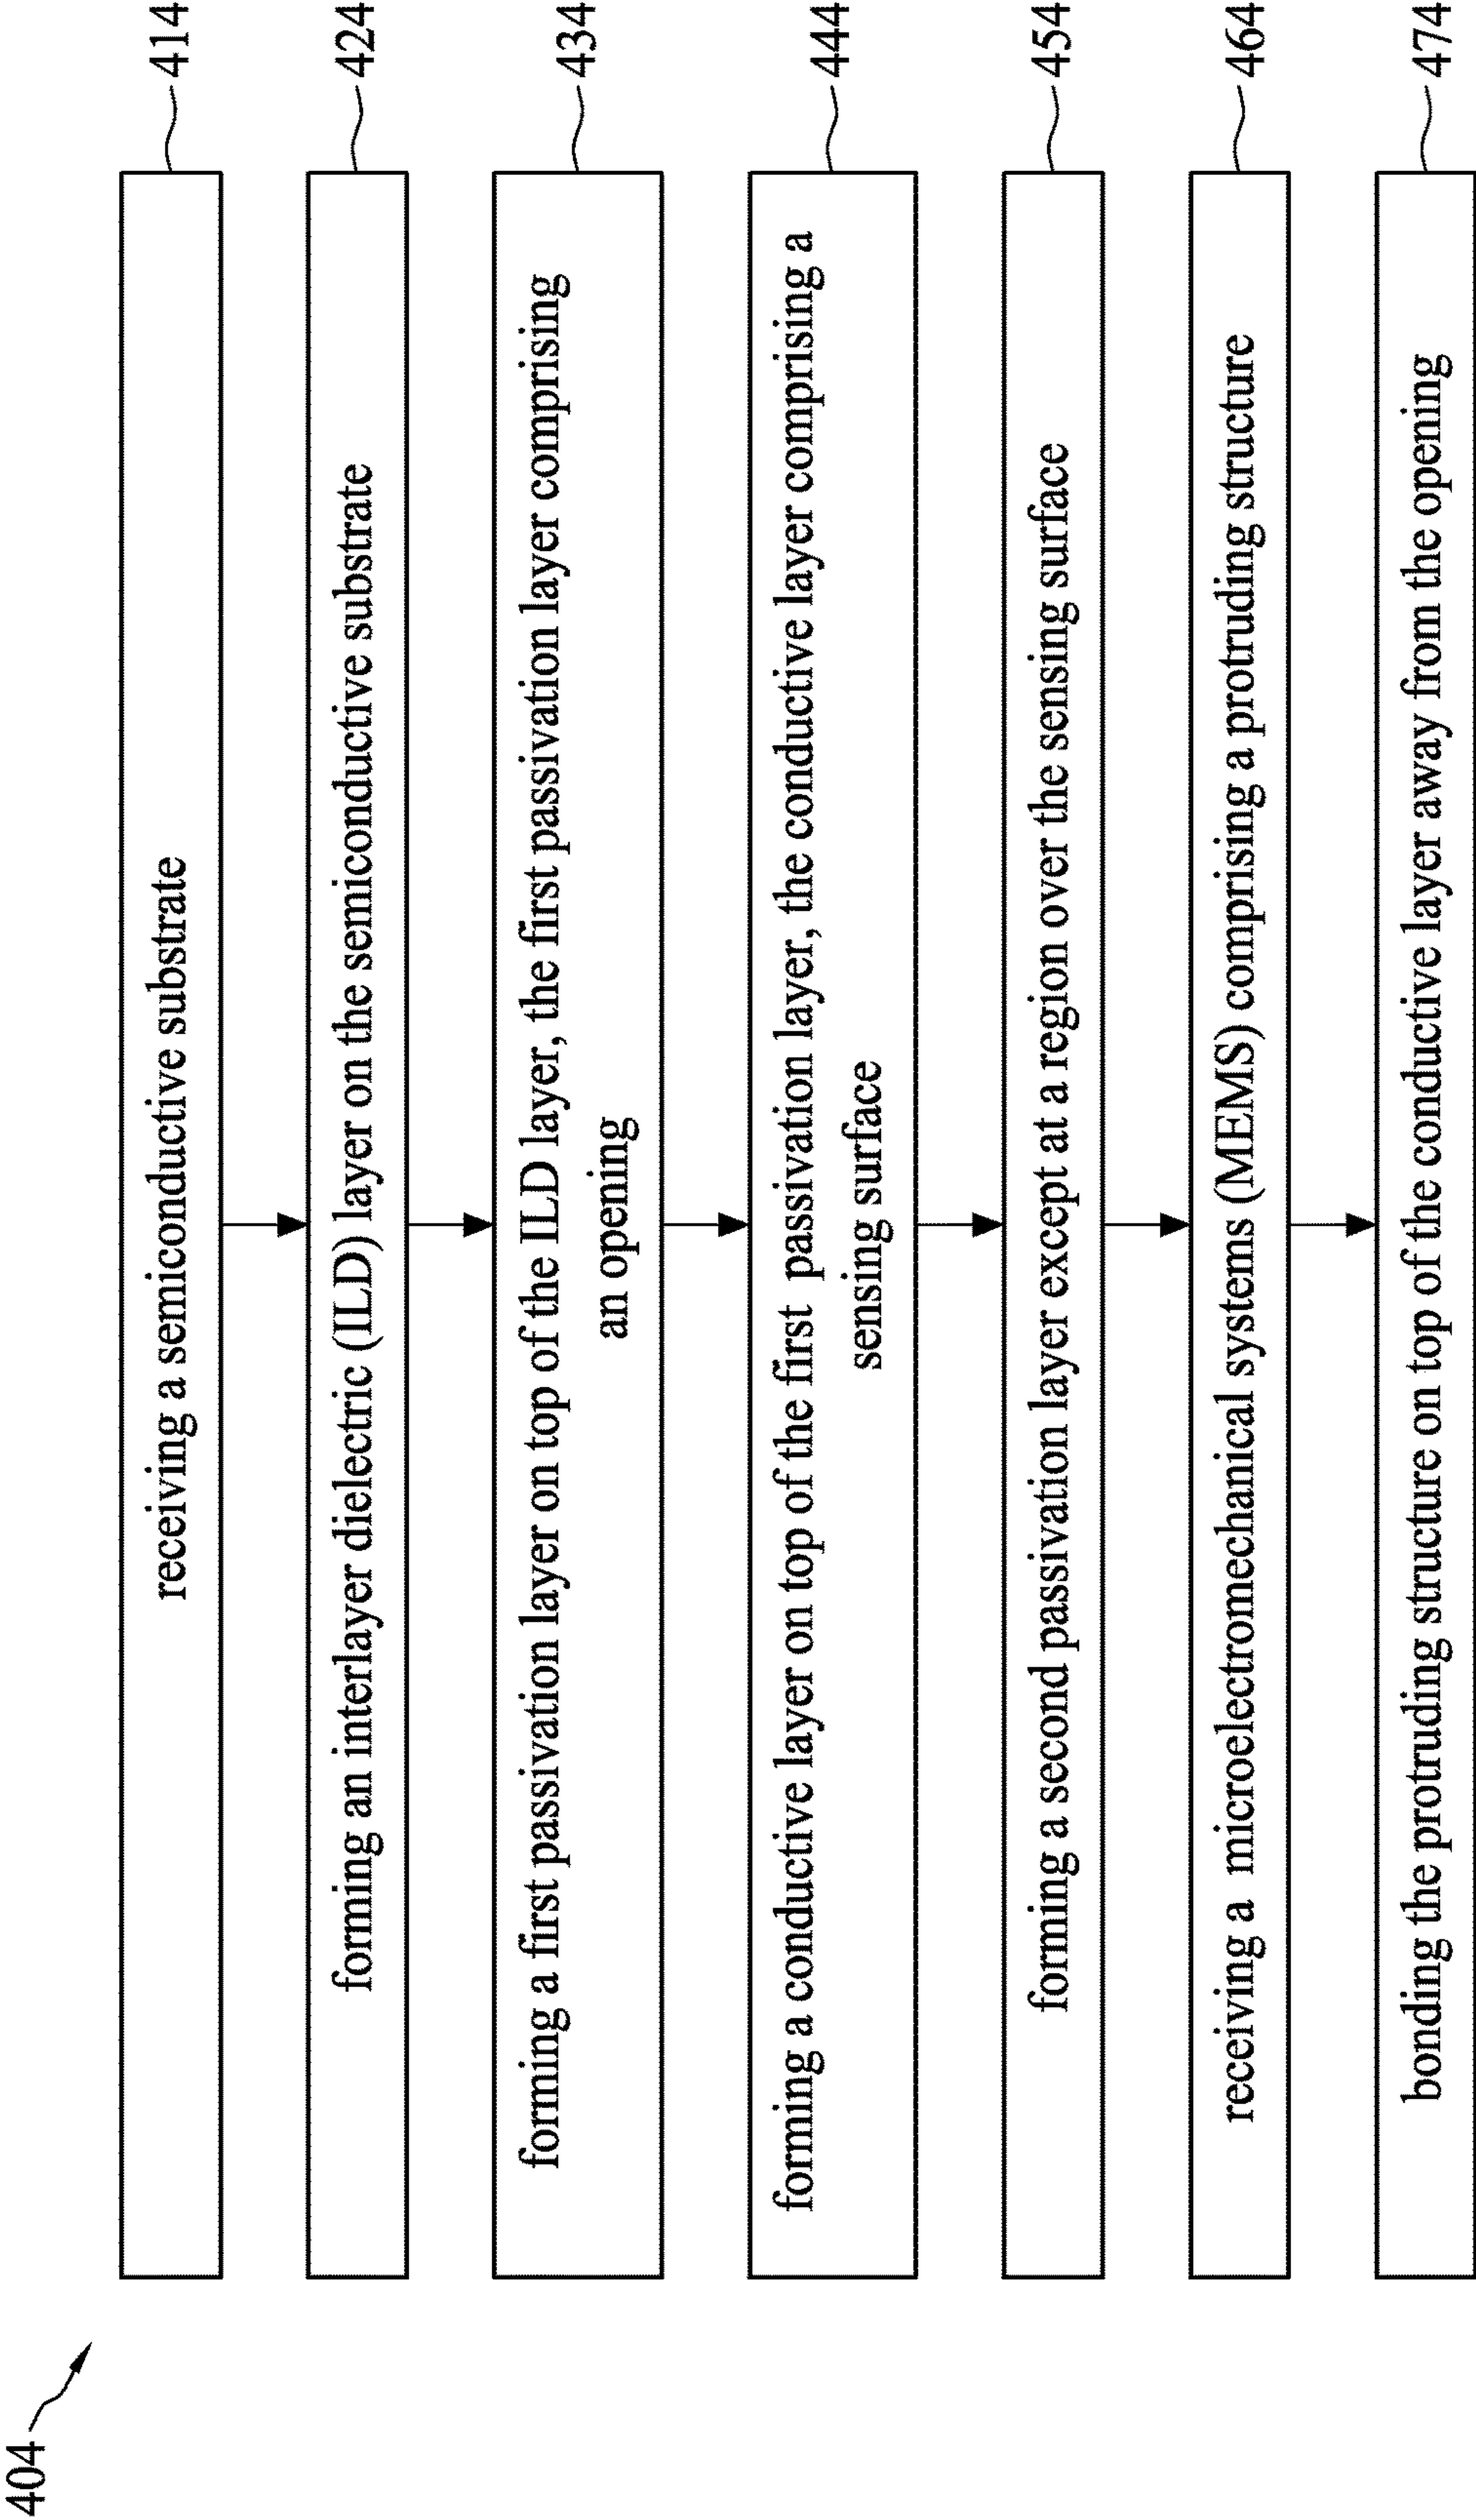 404
receiving a semiconductive substrate
414
forming an interlayer dielectric (ILD) layer on the semiconductive substrate
424
forming a first passivation layer on top of the ILD layer, the first passivation layer comprising
an opening
434
forming a conductive layer on top of the first passivation layer, the conductive layer comprising a
sensing surface
444
forming a second passivation layer except at a region over the sensing surface
454
receiving a microelectromechanical systems (MEMS) comprising a protruding structure
464
bonding the protruding structure on top of the conductive layer away from the opening
474